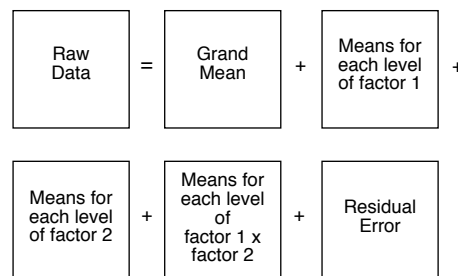 Raw
Data
=
Grand
Mean
+
Means for
each level
of factor 1
+
Means for
each level
of factor 2
+
Means for
each level
of
factor 1 x
factor 2
+
Residual
Error